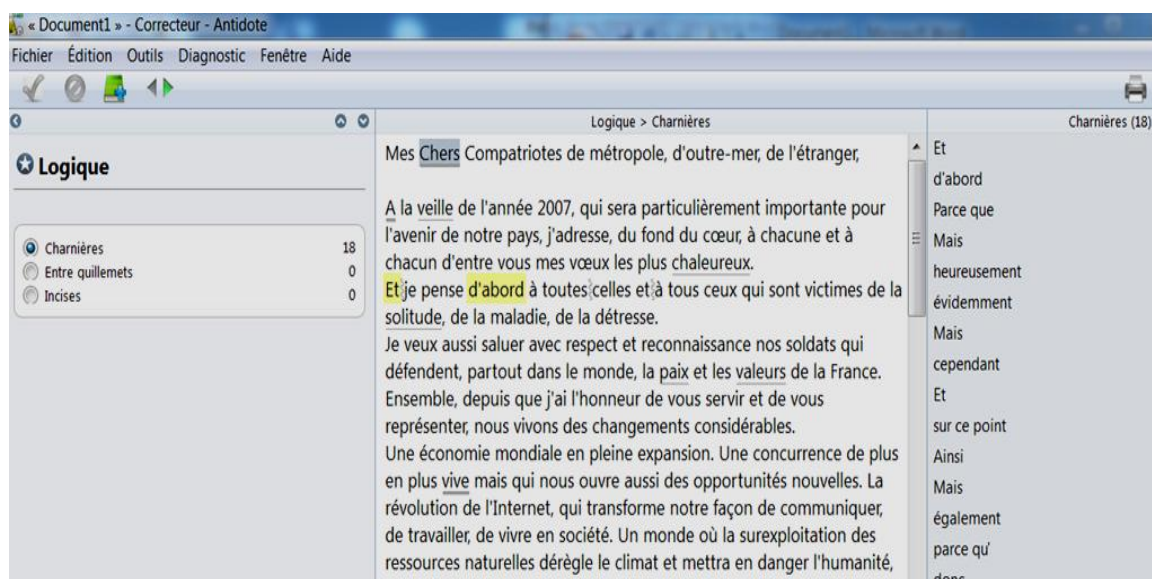 « Document1 » - Correcteur - Antidote
Fichier Édition Outils Diagnostic Fenêtre Aide
Logique > Charnières
Charnières (18)
Logique
Charnières 18
Entre guillemets 0
Incises 0
Mes Chers Compatriotes de métropole, d'outre-mer, de l'étranger,
A la veille de l'année 2007, qui sera particulièrement importante pour
l'avenir de notre pays, j'adresse, du fond du cœur, à chacune et à
chacun d'entre vous mes vœux les plus chaleureux.
Et je pense d'abord à toutes celles et à tous ceux qui sont victimes de la
solitude, de la maladie, de la détresse.
Je veux aussi saluer avec respect et reconnaissance nos soldats qui
défendent, partout dans le monde, la paix et les valeurs de la France.
Ensemble, depuis que j'ai l'honneur de vous servir et de vous
représenter, nous vivons des changements considérables.
Une économie mondiale en pleine expansion. Une concurrence de plus
en plus vive mais qui nous ouvre aussi des opportunités nouvelles. La
révolution de l'Internet, qui transforme notre façon de communiquer,
de travailler, de vivre en société. Un monde où la surexploitation des
ressources naturelles dérègle le climat et mettra en danger l'humanité,
Et
d'abord
Parce que
Mais
heureusement
évidemment
Mais
cependant
Et
sur ce point
Ainsi
Mais
également
parce qu'
donc